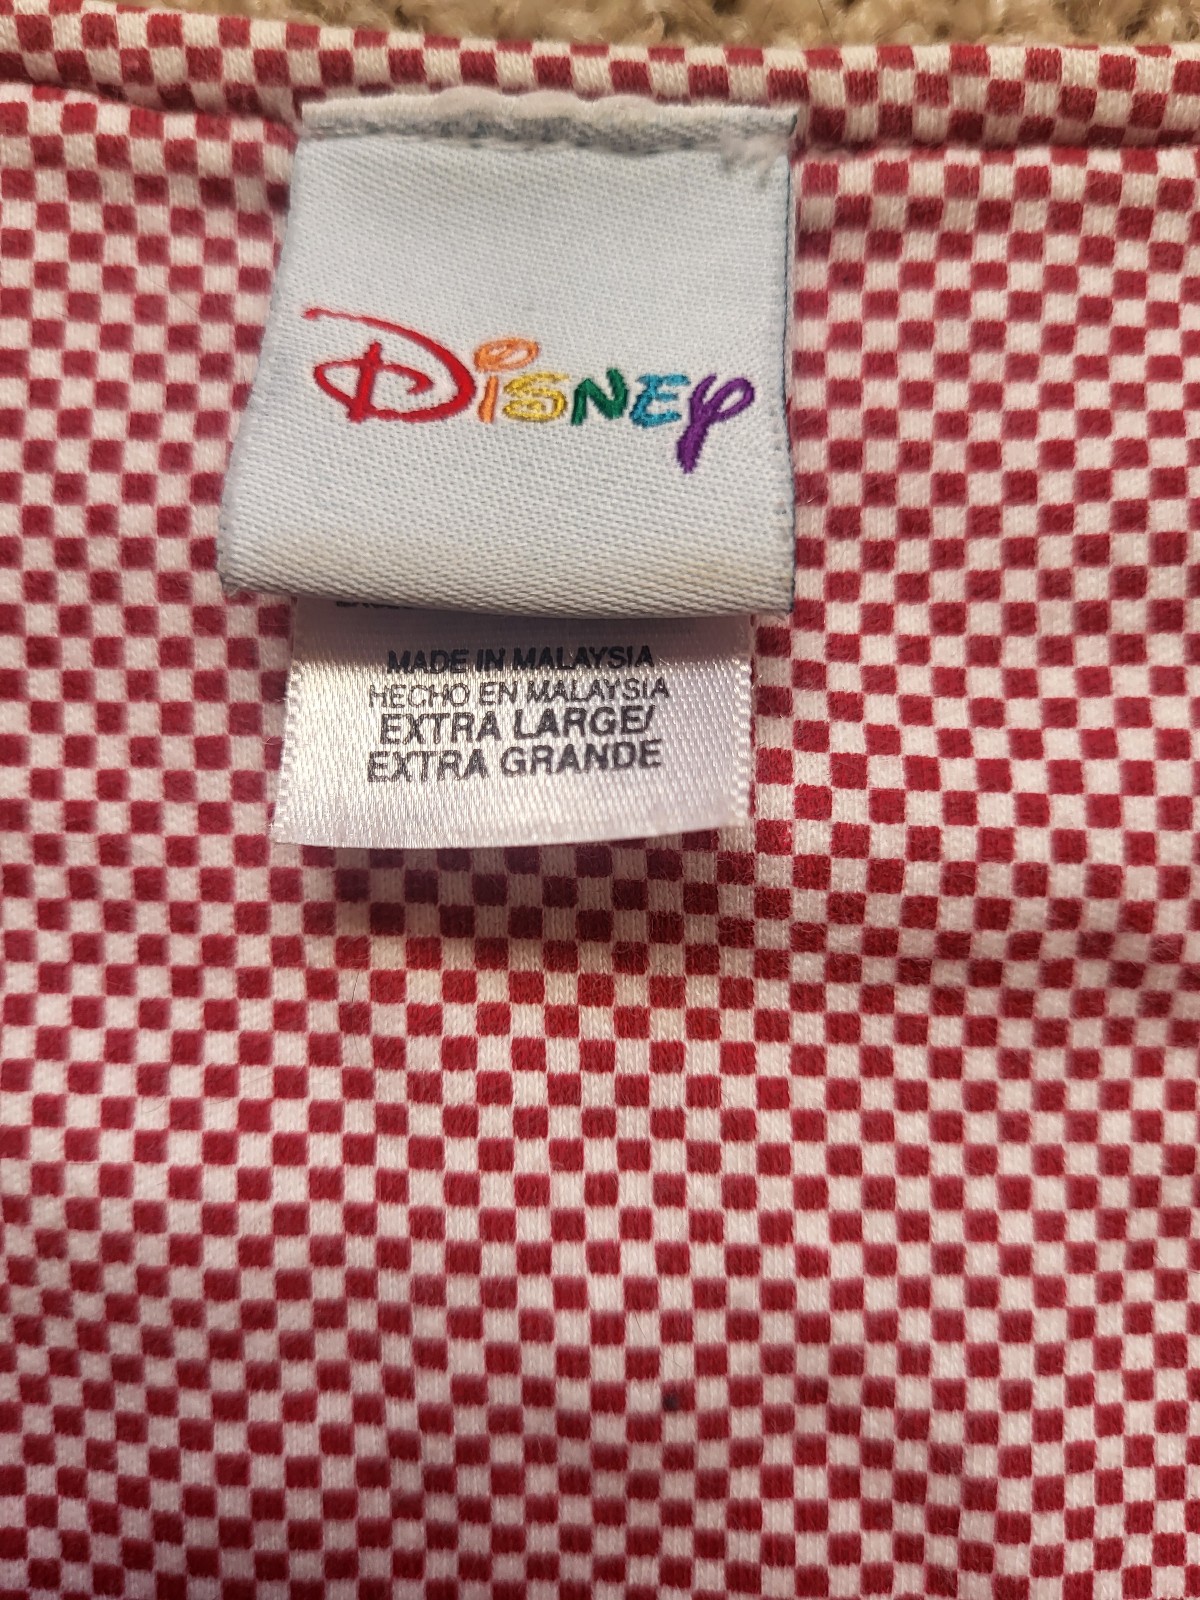 Disney
MADE IN MALAYSIA
HECHO EN MALAYSIA
EXTRA LARGE/
EXTRA GRANDE